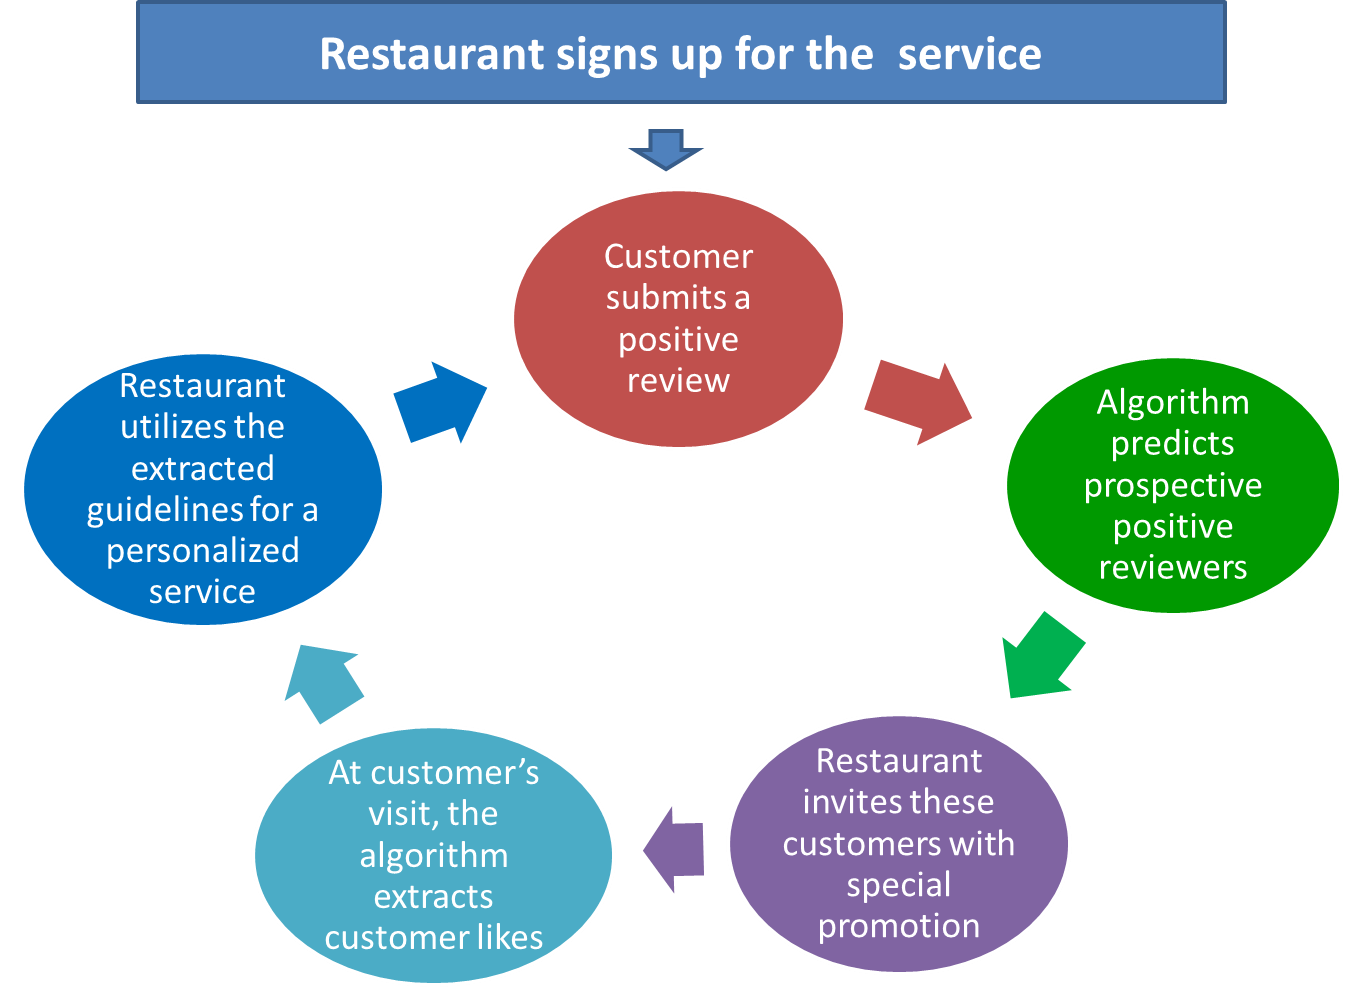 Restaurant signs up for the  service
Customer
submits a
positive
review
Algorithm
predicts
prospective
positive
reviewers
Restaurant
invites these
customers with
special
promotion
At customer’s
visit, the
algorithm
extracts
customer likes
Restaurant
utilizes the
extracted
guidelines for a
personalized
service